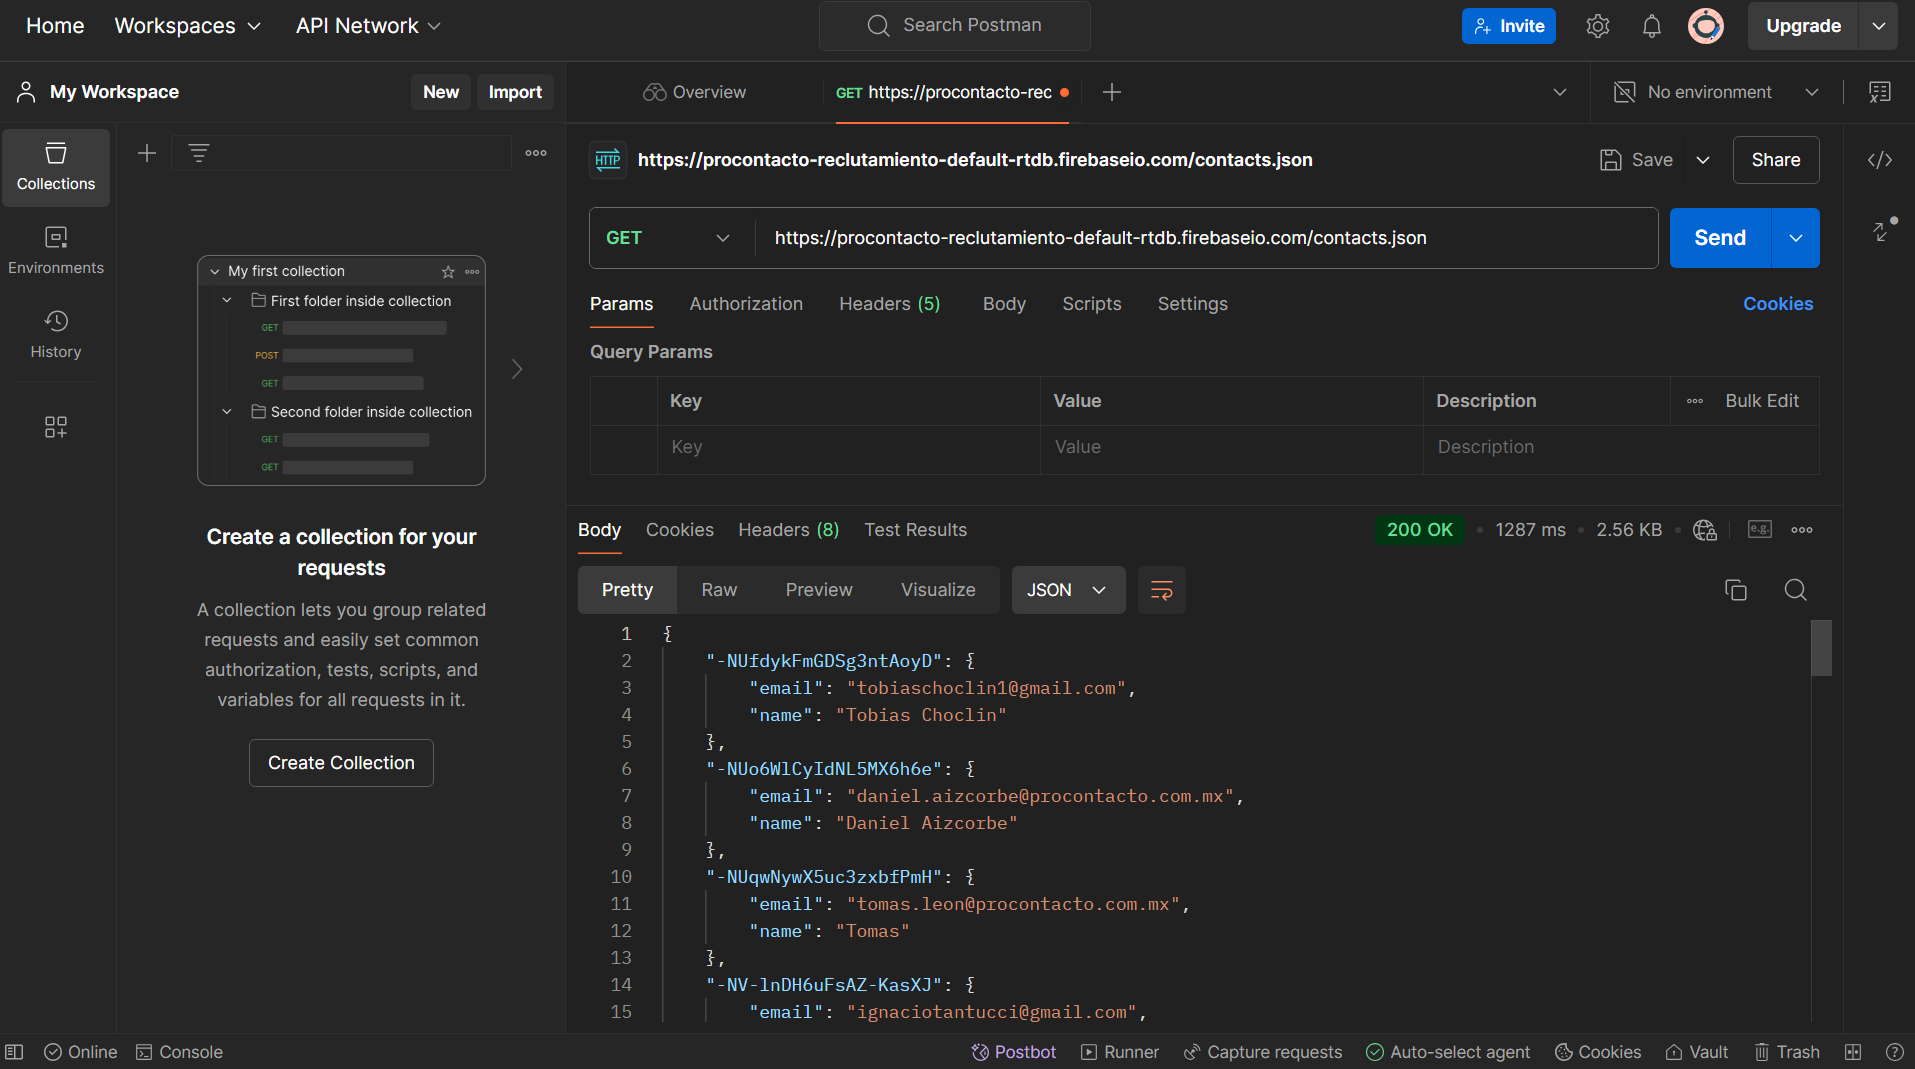 Home Workspaces API Network Search Postman Invite Upgrade
My Workspace New Import Overview GET https://procontacto-rec No environment
Collections
Environments
History
My first collection
First folder inside collection
GET
POST
GET
Second folder inside collection
GET
GET
Create a collection for your
requests
A collection lets you group related
requests and easily set common
authorization, tests, scripts, and
variables for all requests in it.
Create Collection
HTTP https://procontacto-reclutamiento-default-rtdb.firebaseio.com/contacts.json Save Share
GET https://procontacto-reclutamiento-default-rtdb.firebaseio.com/contacts.json Send
Params Authorization Headers (5) Body Scripts Settings Cookies
Query Params
Key Value Description Bulk Edit
Key Value Description
Body Cookies Headers (8) Test Results 200 OK 1287 ms 2.56 KB e.g.
Pretty Raw Preview Visualize JSON
1 {
2 "-NUfdykFmGDSg3ntAoyD": {
3 "email": "tobiaschoclin1@gmail.com",
4 "name": "Tobias Choclin"
5 },
6 "-NUo6WlCyIdNL5MX6h6e": {
7 "email": "daniel.aizcorbe@procontacto.com.mx",
8 "name": "Daniel Aizcorbe"
9 },
10 "-NUqwNywX5uc3zxbfPmH": {
11 "email": "tomas.leon@procontacto.com.mx",
12 "name": "Tomas"
13 },
14 "-NV-lnDH6uFsAZ-KasXJ": {
15 "email": "ignaciotantucci@gmail.com",
Online Console Postbot Runner Capture requests Auto-select agent Cookies Vault Trash